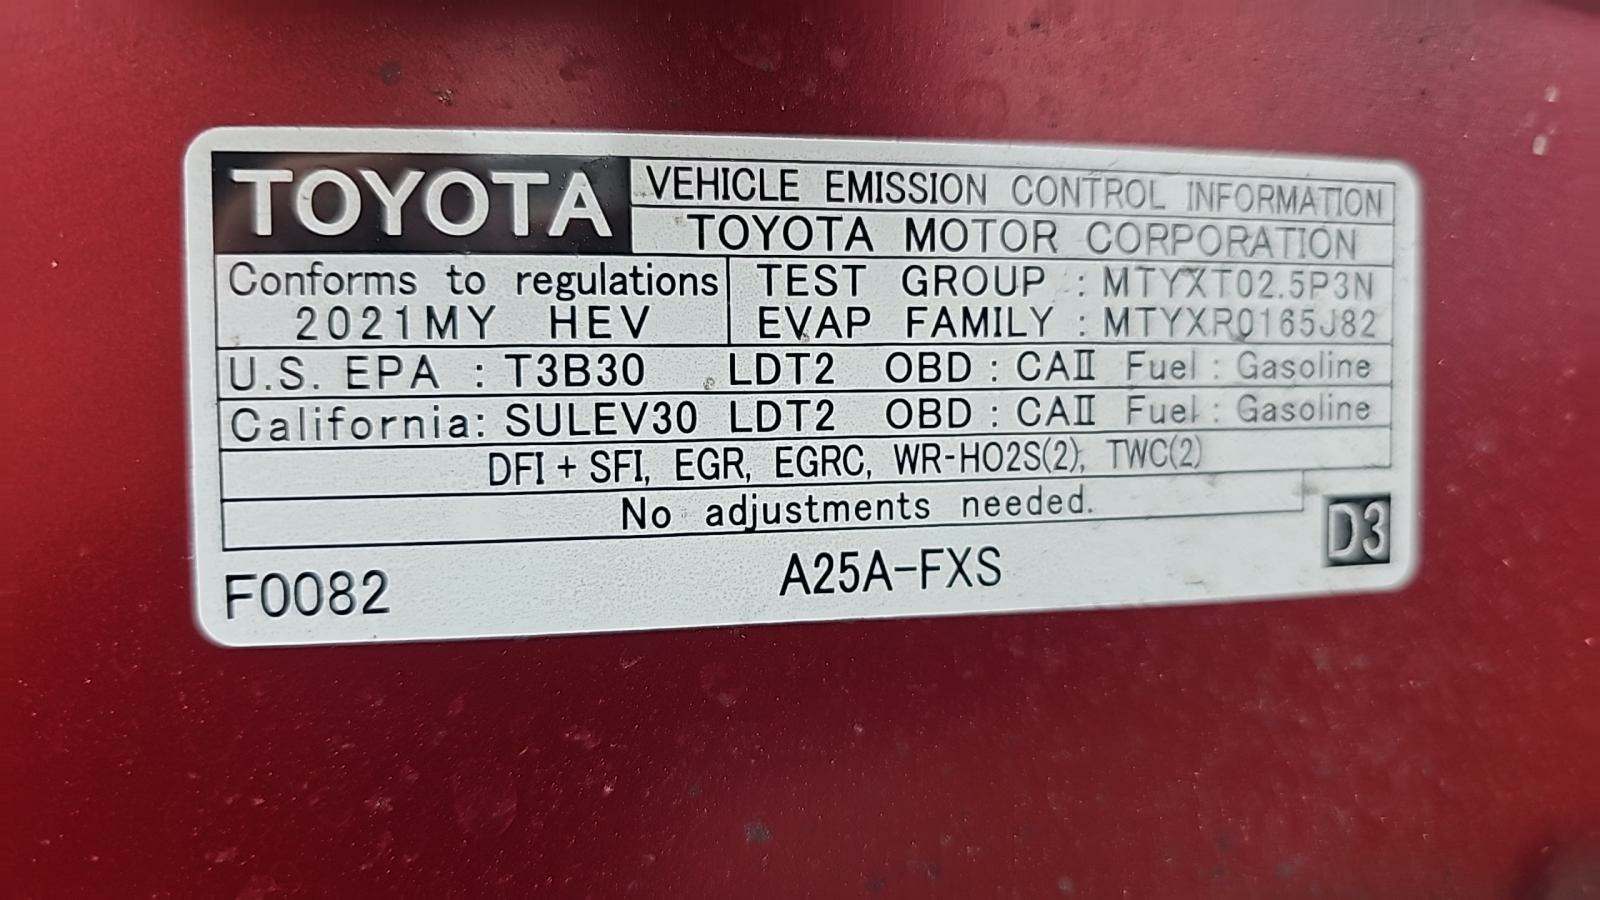 TOYOTA VEHICLE EMISSION CONTROL INFORMATION
TOYOTA MOTOR CORPORATION
Conforms to regulations TEST GROUP : MTYXT02.5P3N
2021MY HEV EVAP FAMILY : MTYXR0165J82
U.S. EPA : T3B30 LDT2 OBD : CAⅡ Fuel : Gasoline
California: SULEV30 LDT2 OBD : CAⅡ Fuel : Gasoline
DFI + SFI, EGR, EGRC, WR-HO2S(2), TWC(2)
No adjustments needed.
D3
F0082 A25A-FXS